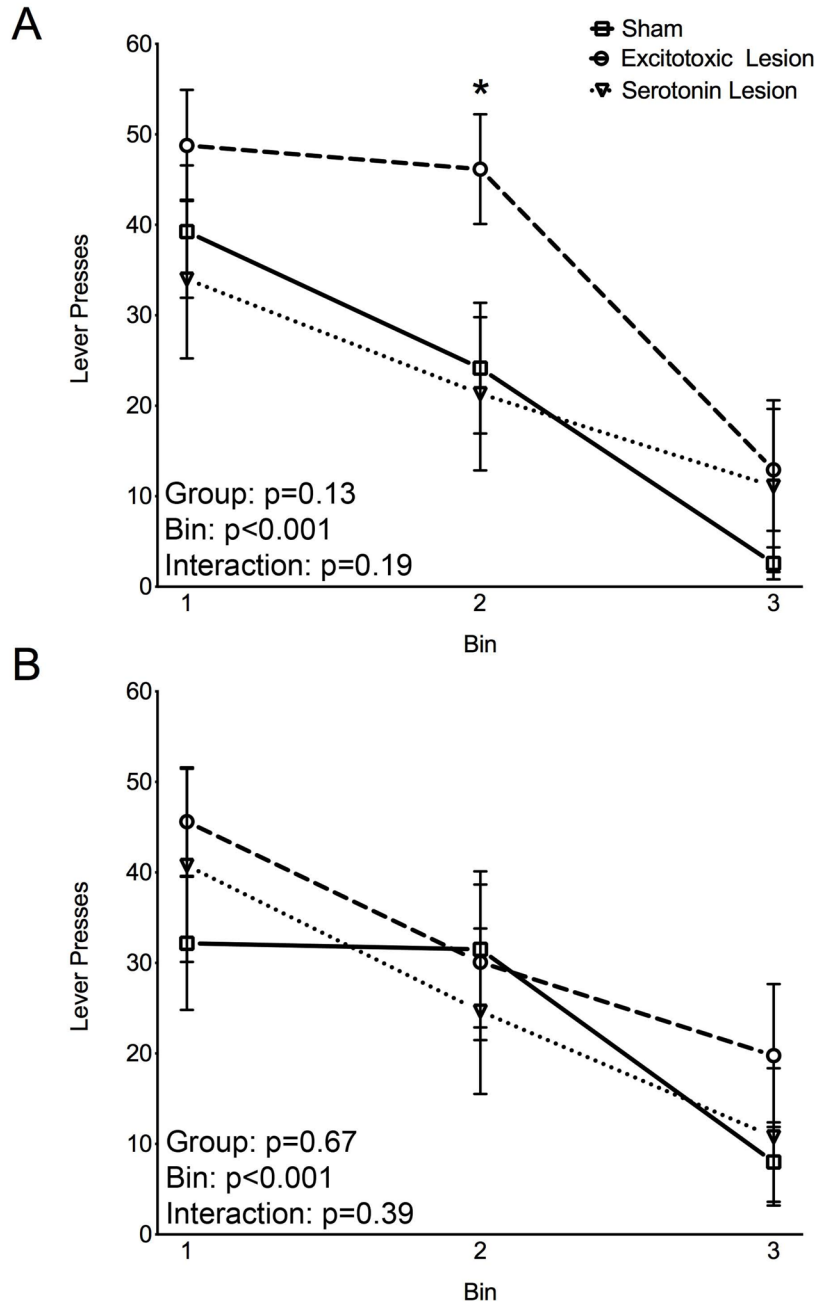 A
Sham
Excitotoxic Lesion
Serotonin Lesion
60
50
40
30
20
10
0
Lever Presses
*
Group: p=0.13
Bin: p<0.001
Interaction: p=0.19
1 2 3
Bin
B
60
50
40
30
20
10
0
Lever Presses
Group: p=0.67
Bin: p<0.001
Interaction: p=0.39
1 2 3
Bin